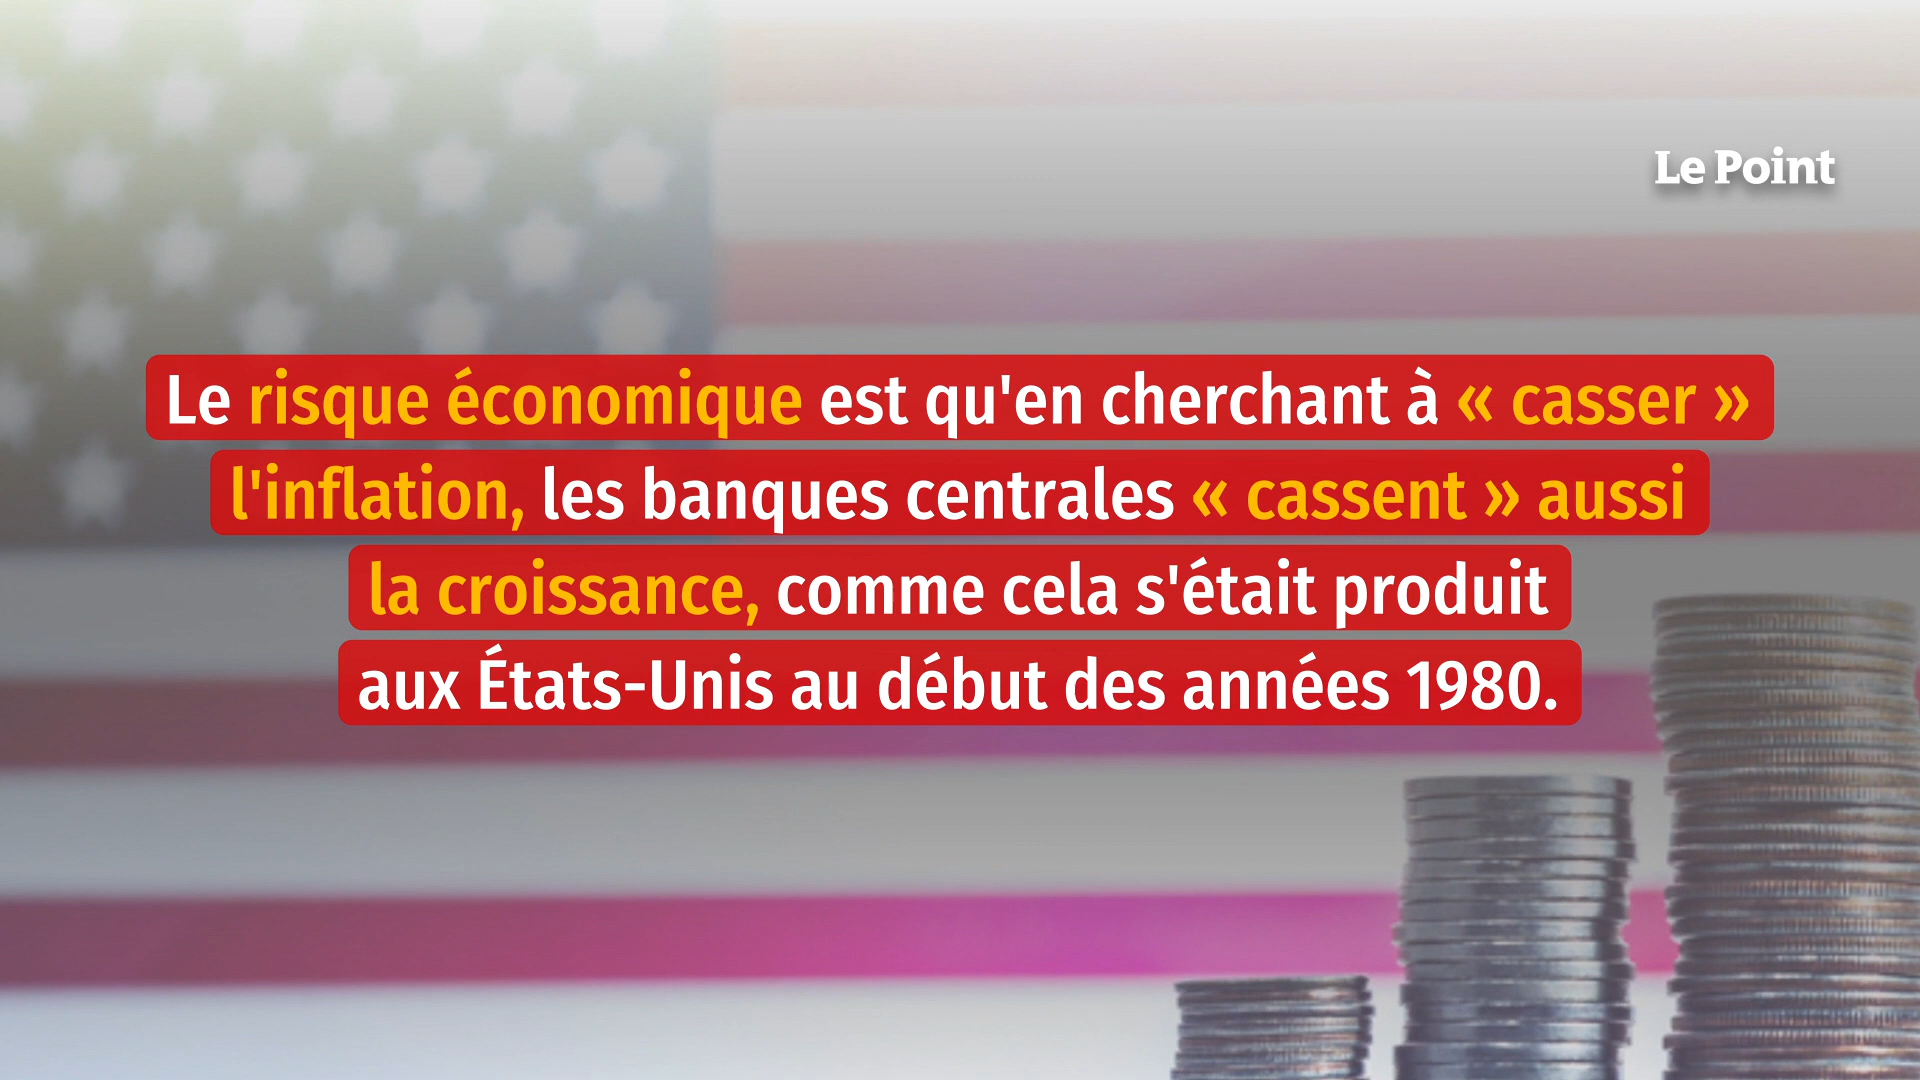 Le Point
Le risque économique est qu'en cherchant à « casser »
l'inflation, les banques centrales « cassent » aussi
la croissance, comme cela s'était produit
aux États-Unis au début des années 1980.